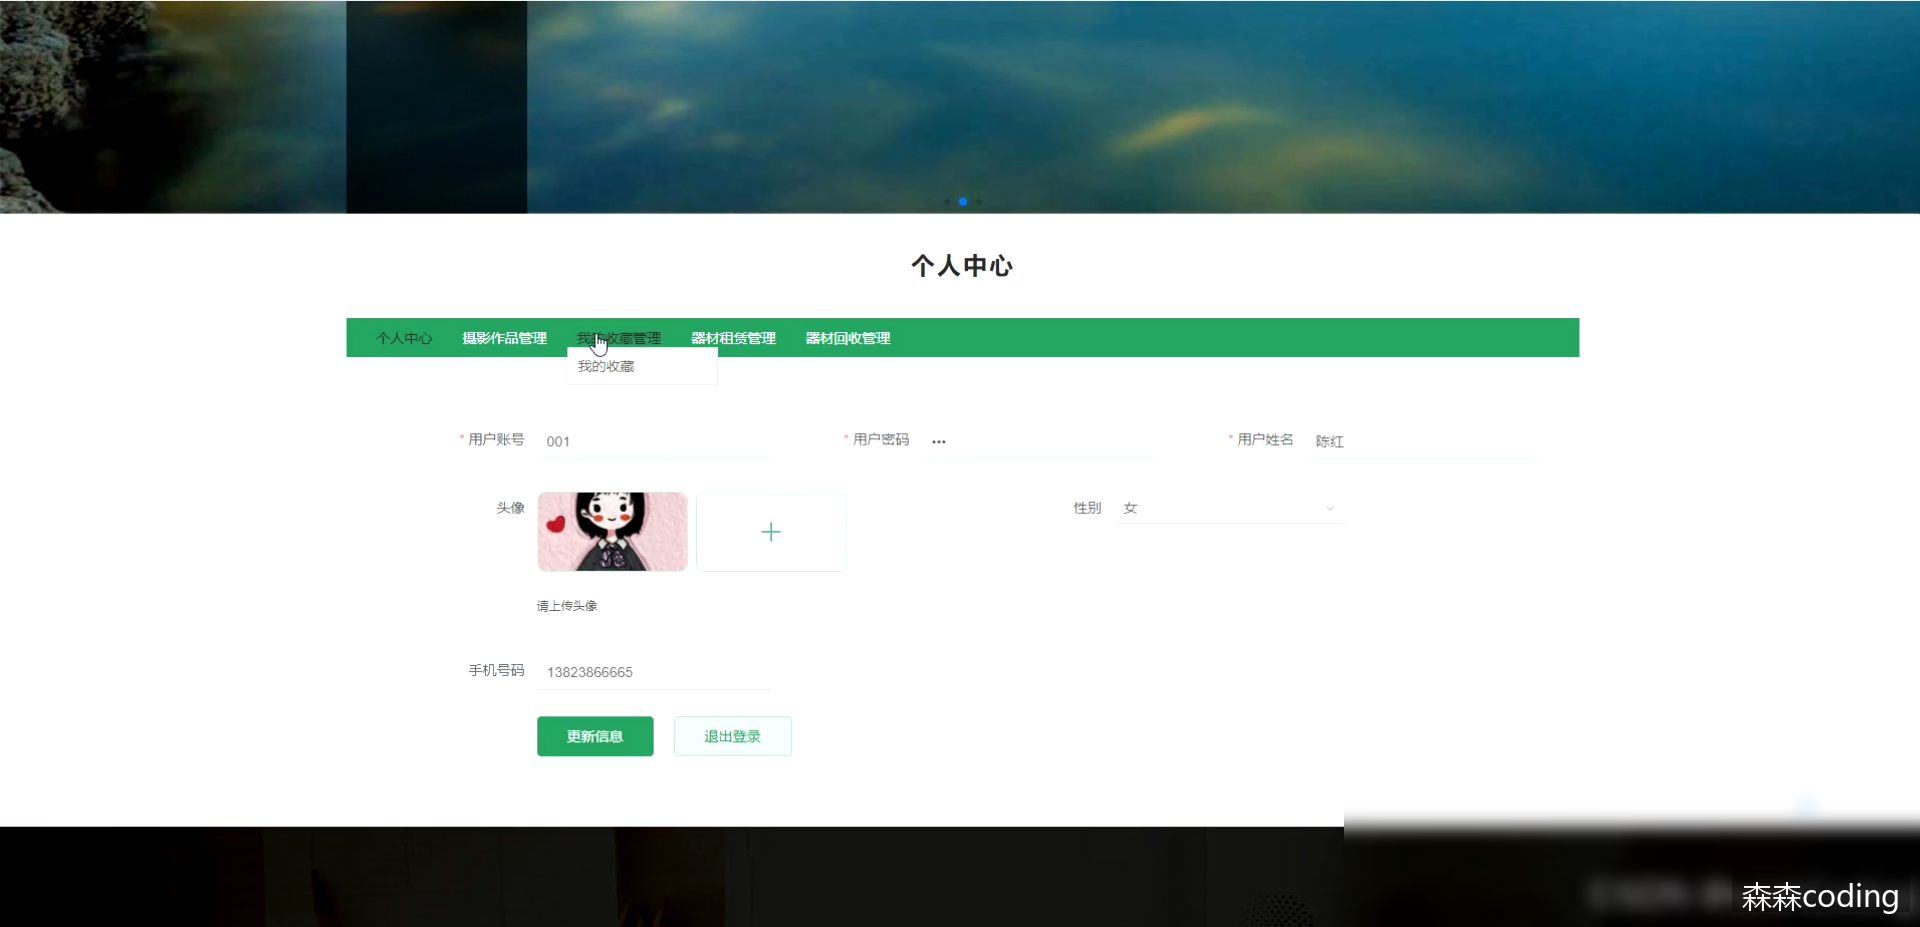 个人中心
个人中心 摄影作品管理 我的收藏管理 器材租赁管理 器材回收管理
我的收藏
* 用户账号 001 * 用户密码 ••• * 用户姓名 陈红
头像 性别 女
请上传头像
手机号码 13823866665
更新信息 退出登录
森森coding